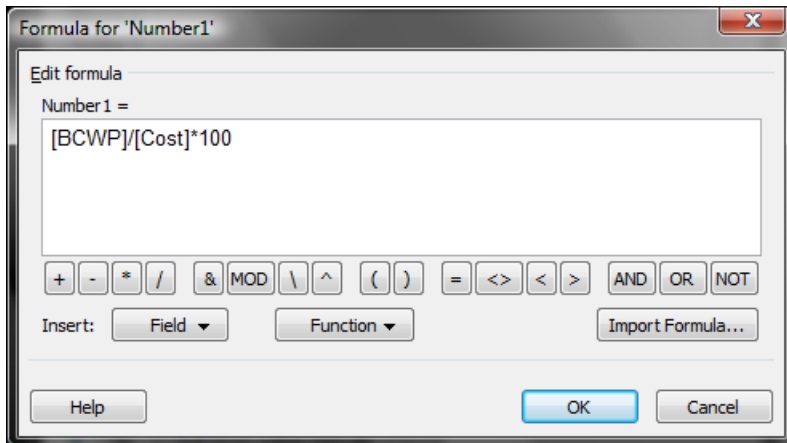 Formula for 'Number1'
X
Edit formula
Number1 =
[BCWP]/[Cost]*100
+ - * / & MOD \ ^ ( ) = <> < > AND OR NOT
Insert: Field Function Import Formula...
Help OK Cancel